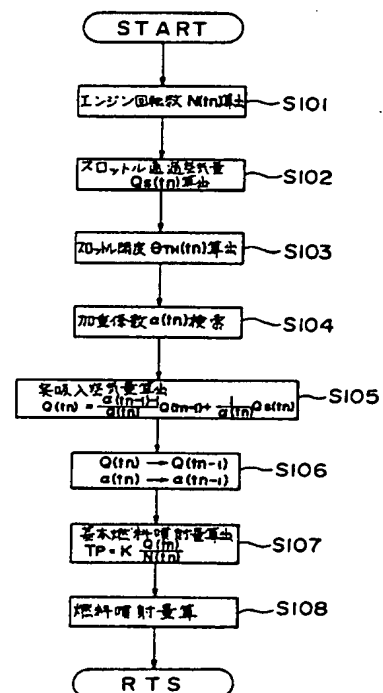 START
エンジン回転数 N(tn)算出
S101
スロットル通過空気量
Qs(tn)算出
S102
スロットル開度 θTH(tn)算出
S103
加重係数 α(tn)検索
S104
実吸入空気量算出
Q(tn) = α(tn-1)-1/α(tn) Q(tn-1) + 1/α(tn) Qs(tn)
S105
Q(tn) → Q(tn-1)
α(tn) → α(tn-1)
S106
基本燃料噴射量算出
TP = K Q(tn)/N(tn)
S107
燃料噴射量算
S108
RTS